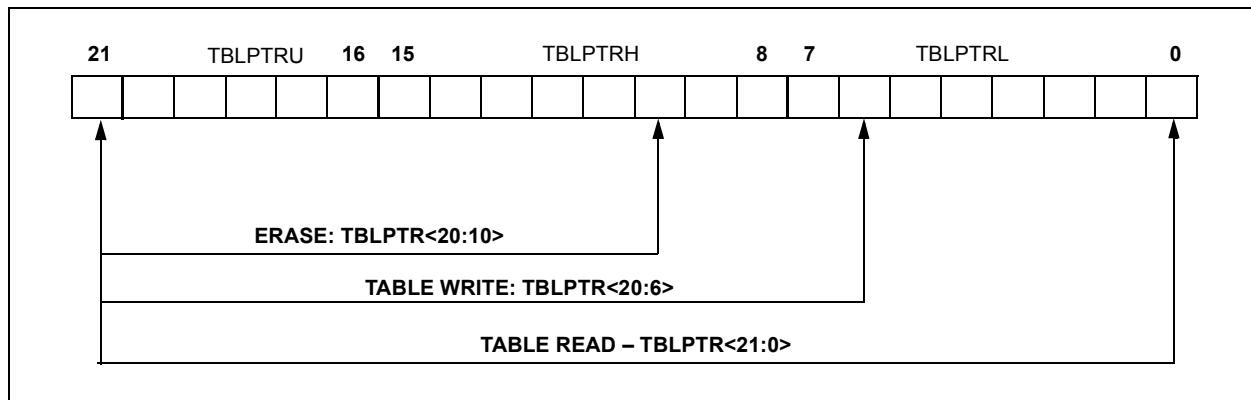 21 TBLPTRU 16 15 TBLPTRH 8 7 TBLPTRL 0
ERASE: TBLPTR<20:10>
TABLE WRITE: TBLPTR<20:6>
TABLE READ – TBLPTR<21:0>